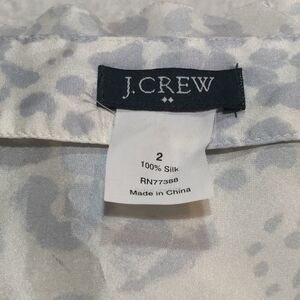 J.CREW
2
100% Silk
RN77388
Made in China